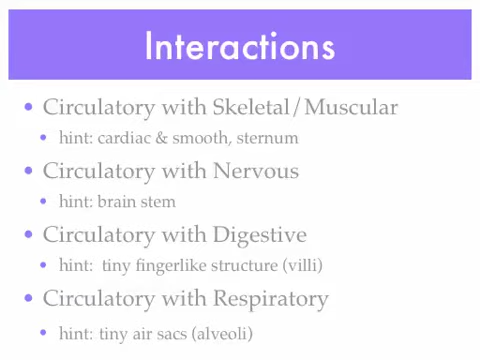 Interactions
• Circulatory with Skeletal/Muscular
• hint: cardiac & smooth, sternum
• Circulatory with Nervous
• hint: brain stem
• Circulatory with Digestive
• hint: tiny fingerlike structure (villi)
• Circulatory with Respiratory
• hint: tiny air sacs (alveoli)